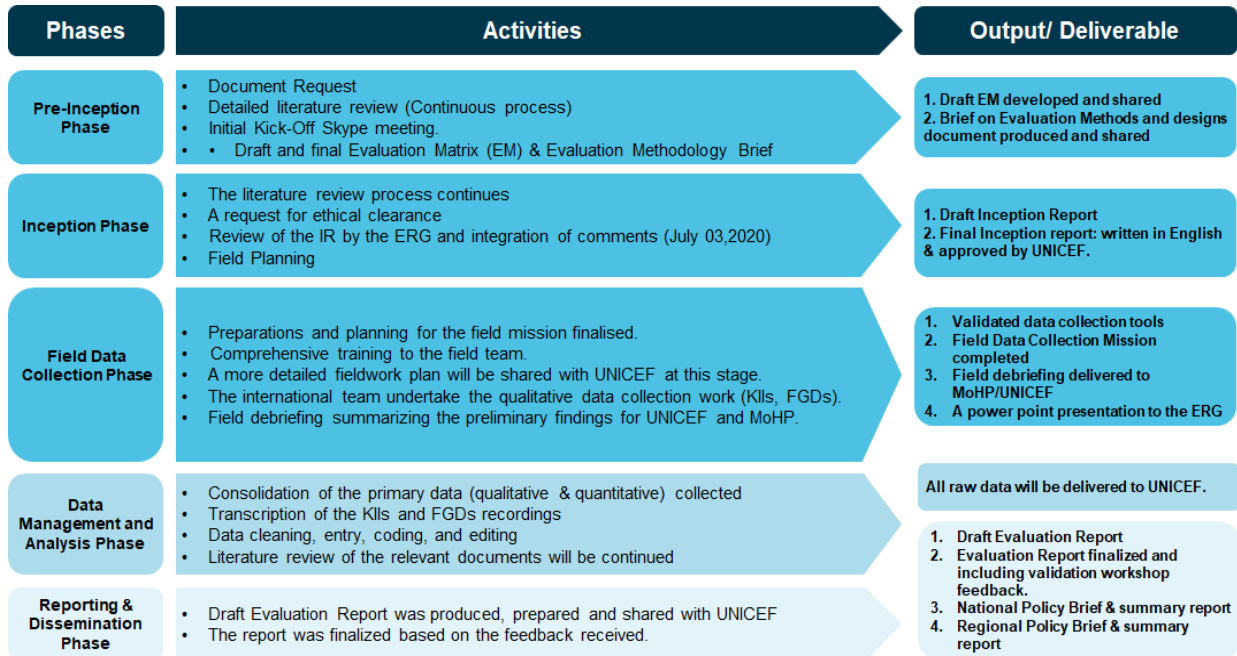 Phases
Activities
Output/ Deliverable
Pre-Inception
Phase
• Document Request
• Detailed literature review (Continuous process)
• Initial Kick-Off Skype meeting.
• • Draft and final Evaluation Matrix (EM) & Evaluation Methodology Brief
1. Draft EM developed and shared
2. Brief on Evaluation Methods and designs
document produced and shared
Inception Phase
• The literature review process continues
• A request for ethical clearance
• Review of the IR by the ERG and integration of comments (July 03,2020)
• Field Planning
1. Draft Inception Report
2. Final Inception report: written in English
& approved by UNICEF.
Field Data
Collection Phase
• Preparations and planning for the field mission finalised.
• Comprehensive training to the field team.
• A more detailed fieldwork plan will be shared with UNICEF at this stage.
• The international team undertake the qualitative data collection work (KIIs, FGDs).
• Field debriefing summarizing the preliminary findings for UNICEF and MoHP.
1. Validated data collection tools
2. Field Data Collection Mission
completed
3. Field debriefing delivered to
MoHP/UNICEF
4. A power point presentation to the ERG
Data
Management and
Analysis Phase
• Consolidation of the primary data (qualitative & quantitative) collected
• Transcription of the KIIs and FGDs recordings
• Data cleaning, entry, coding, and editing
• Literature review of the relevant documents will be continued
All raw data will be delivered to UNICEF.
Reporting &
Dissemination
Phase
• Draft Evaluation Report was produced, prepared and shared with UNICEF
• The report was finalized based on the feedback received.
1. Draft Evaluation Report
2. Evaluation Report finalized and
including validation workshop
feedback.
3. National Policy Brief & summary report
4. Regional Policy Brief & summary
report